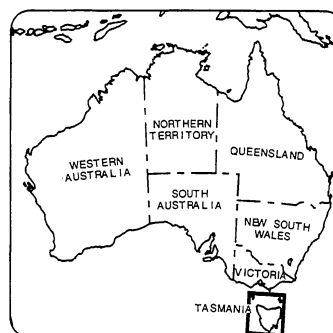 NORTHERN
TERRITORY
QUEENSLAND
WESTERN
AUSTRALIA
SOUTH
AUSTRALIA
NEW SOUTH
WALES
VICTORIA
TASMANIA